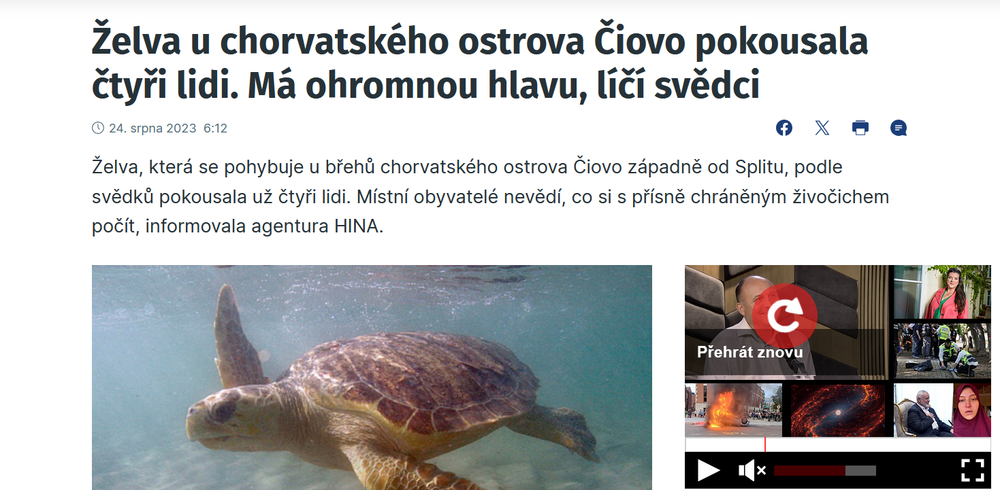 Želva u chorvatského ostrova Čiovo pokousala
čtyři lidi. Má ohromnou hlavu, líčí svědci
24. srpna 2023 6:12
Želva, která se pohybuje u břehů chorvatského ostrova Čiovo západně od Splitu, podle
svědků pokousala už čtyři lidi. Místní obyvatelé nevědí, co si s přísně chráněným živočichem
počít, informovala agentura HINA.
Přehrát znovu